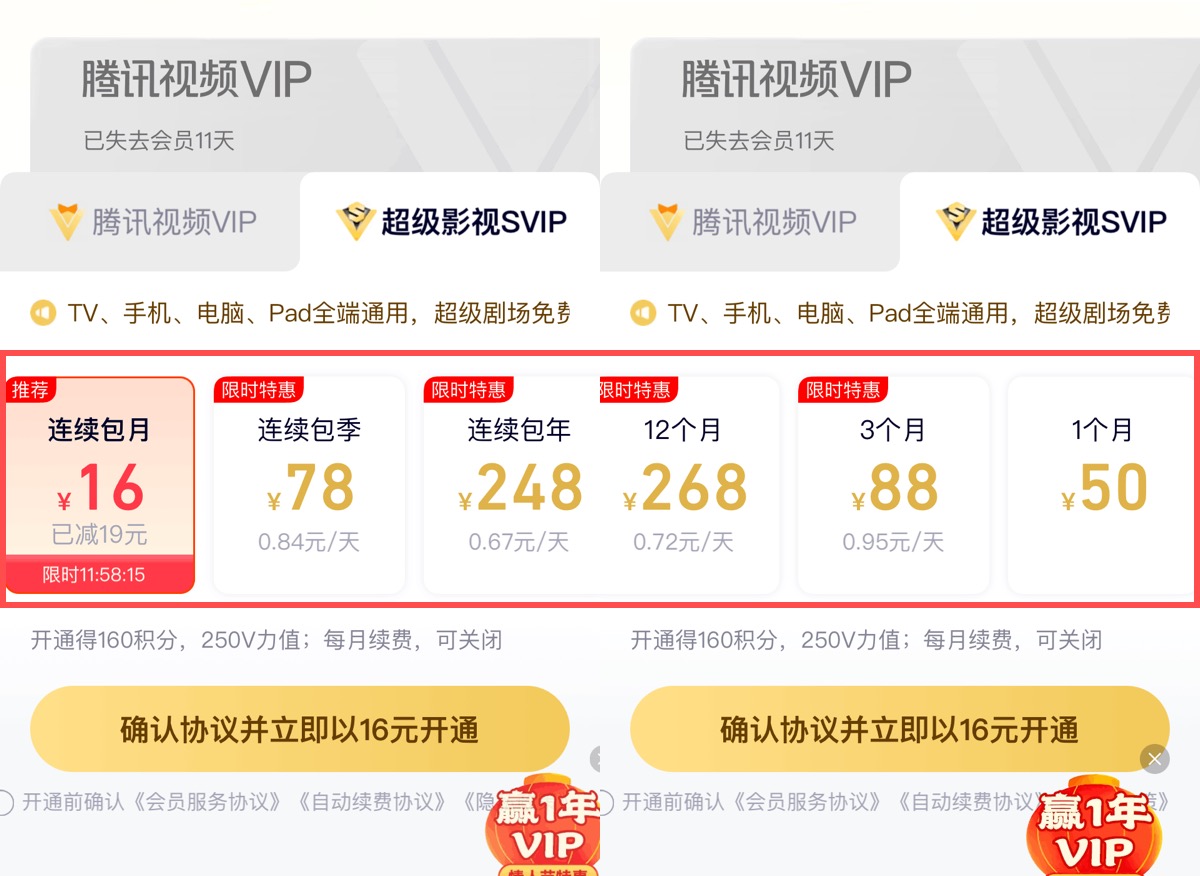 腾讯视频VIP
已失去会员11天
腾讯视频VIP
超级影视SVIP
TV、手机、电脑、Pad全端通用，超级剧场免费
推荐
连续包月
¥16
已减19元
限时11:58:15
限时特惠
连续包季
¥78
0.84元/天
限时特惠
连续包年
¥248
0.67元/天
开通得160积分，250V力值；每月续费，可关闭
确认协议并立即以16元开通
开通前确认《会员服务协议》《自动续费协议》《隐
赢1年
VIP
情人节特惠
腾讯视频VIP
已失去会员11天
腾讯视频VIP
超级影视SVIP
TV、手机、电脑、Pad全端通用，超级剧场免费
限时特惠
12个月
¥268
0.72元/天
限时特惠
3个月
¥88
0.95元/天
1个月
¥50
开通得160积分，250V力值；每月续费，可关闭
确认协议并立即以16元开通
开通前确认《会员服务协议》《自动续费协议》
赢1年
VIP